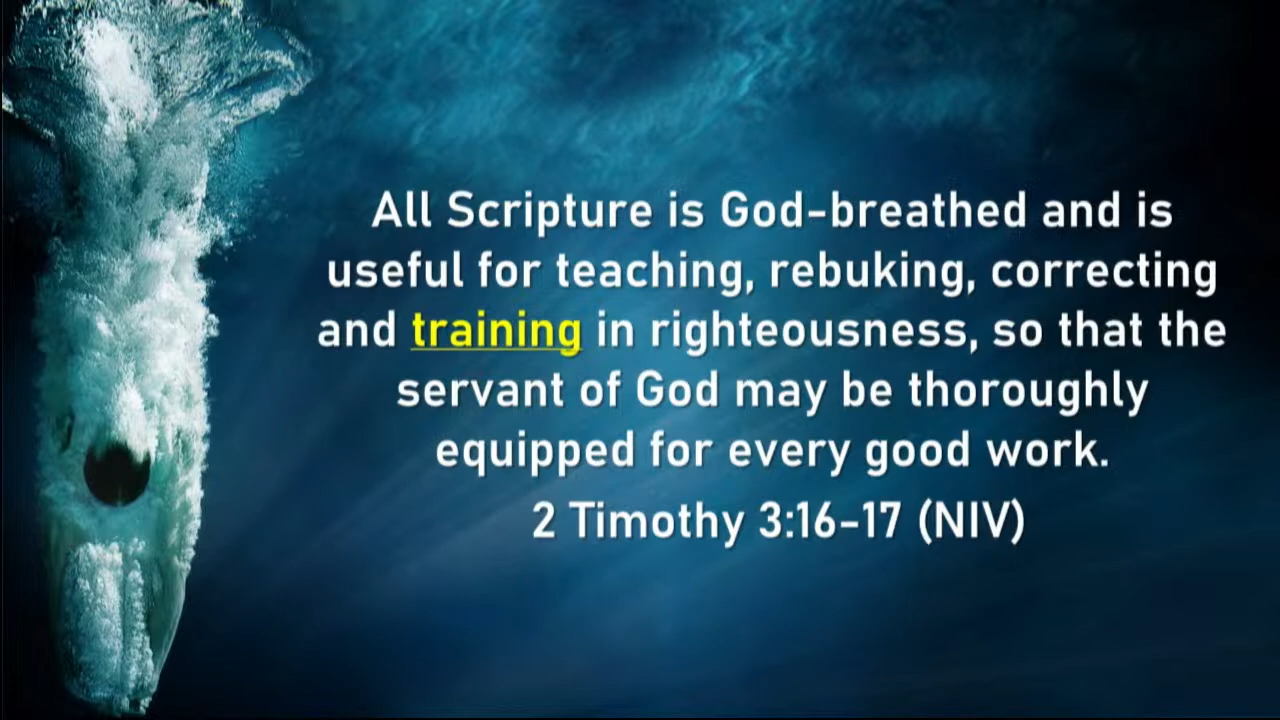 All Scripture is God-breathed and is
useful for teaching, rebuking, correcting
and training in righteousness, so that the
servant of God may be thoroughly
equipped for every good work.
2 Timothy 3:16-17 (NIV)